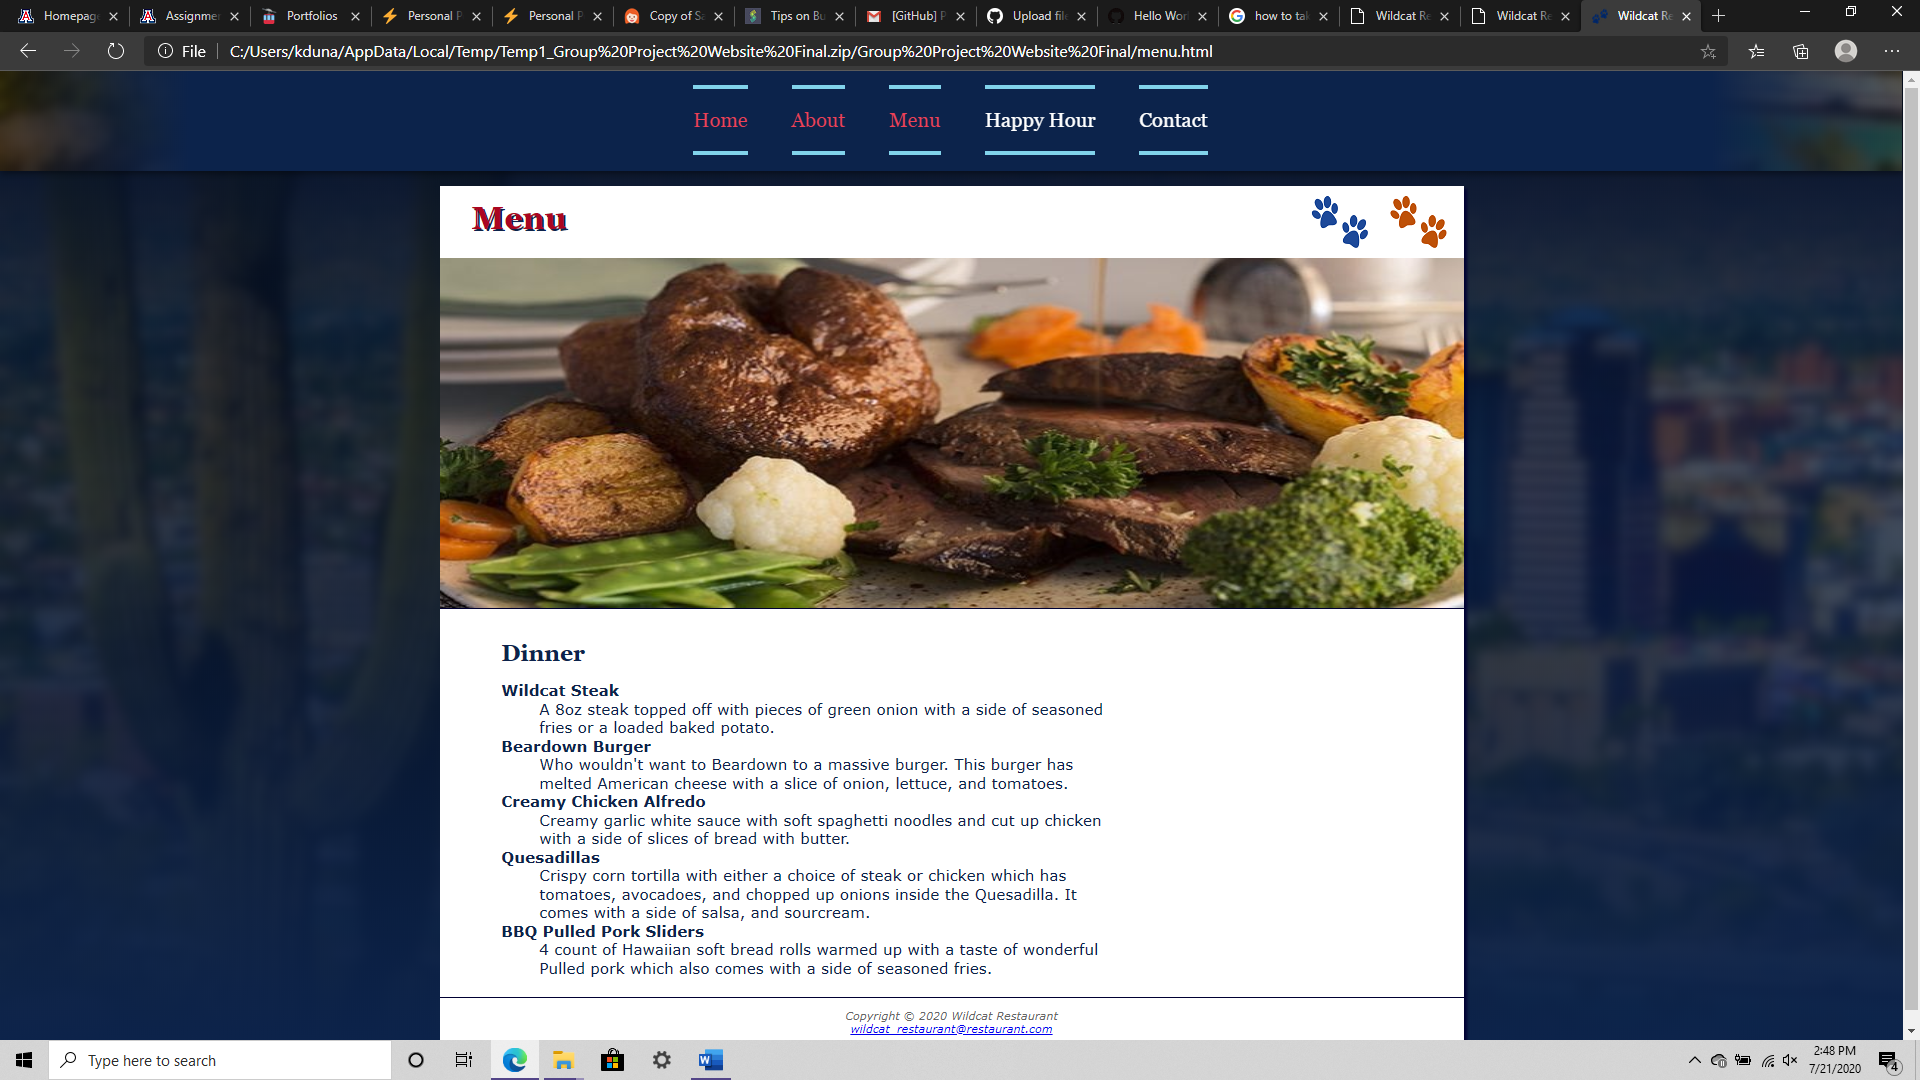 Homepage
Assignmen
Portfolios
Personal P
Personal P
Copy of Sa
Tips on Bu
[GitHub] P
Upload file
Hello Worl
how to tak
Wildcat Re
Wildcat Re
Wildcat Re
File
C:/Users/kduna/AppData/Local/Temp/Temp1_Group%20Project%20Website%20Final.zip/Group%20Project%20Website%20Final/menu.html
Home About Menu Happy Hour Contact
Menu
Dinner
Wildcat Steak
A 8oz steak topped off with pieces of green onion with a side of seasoned
fries or a loaded baked potato.
Beardown Burger
Who wouldn't want to Beardown to a massive burger. This burger has
melted American cheese with a slice of onion, lettuce, and tomatoes.
Creamy Chicken Alfredo
Creamy garlic white sauce with soft spaghetti noodles and cut up chicken
with a side of slices of bread with butter.
Quesadillas
Crispy corn tortilla with either a choice of steak or chicken which has
tomatoes, avocadoes, and chopped up onions inside the Quesadilla. It
comes with a side of salsa, and sourcream.
BBQ Pulled Pork Sliders
4 count of Hawaiian soft bread rolls warmed up with a taste of wonderful
Pulled pork which also comes with a side of seasoned fries.
Copyright © 2020 Wildcat Restaurant
wildcat_restaurant@restaurant.com
Type here to search
2:48 PM
7/21/2020
4